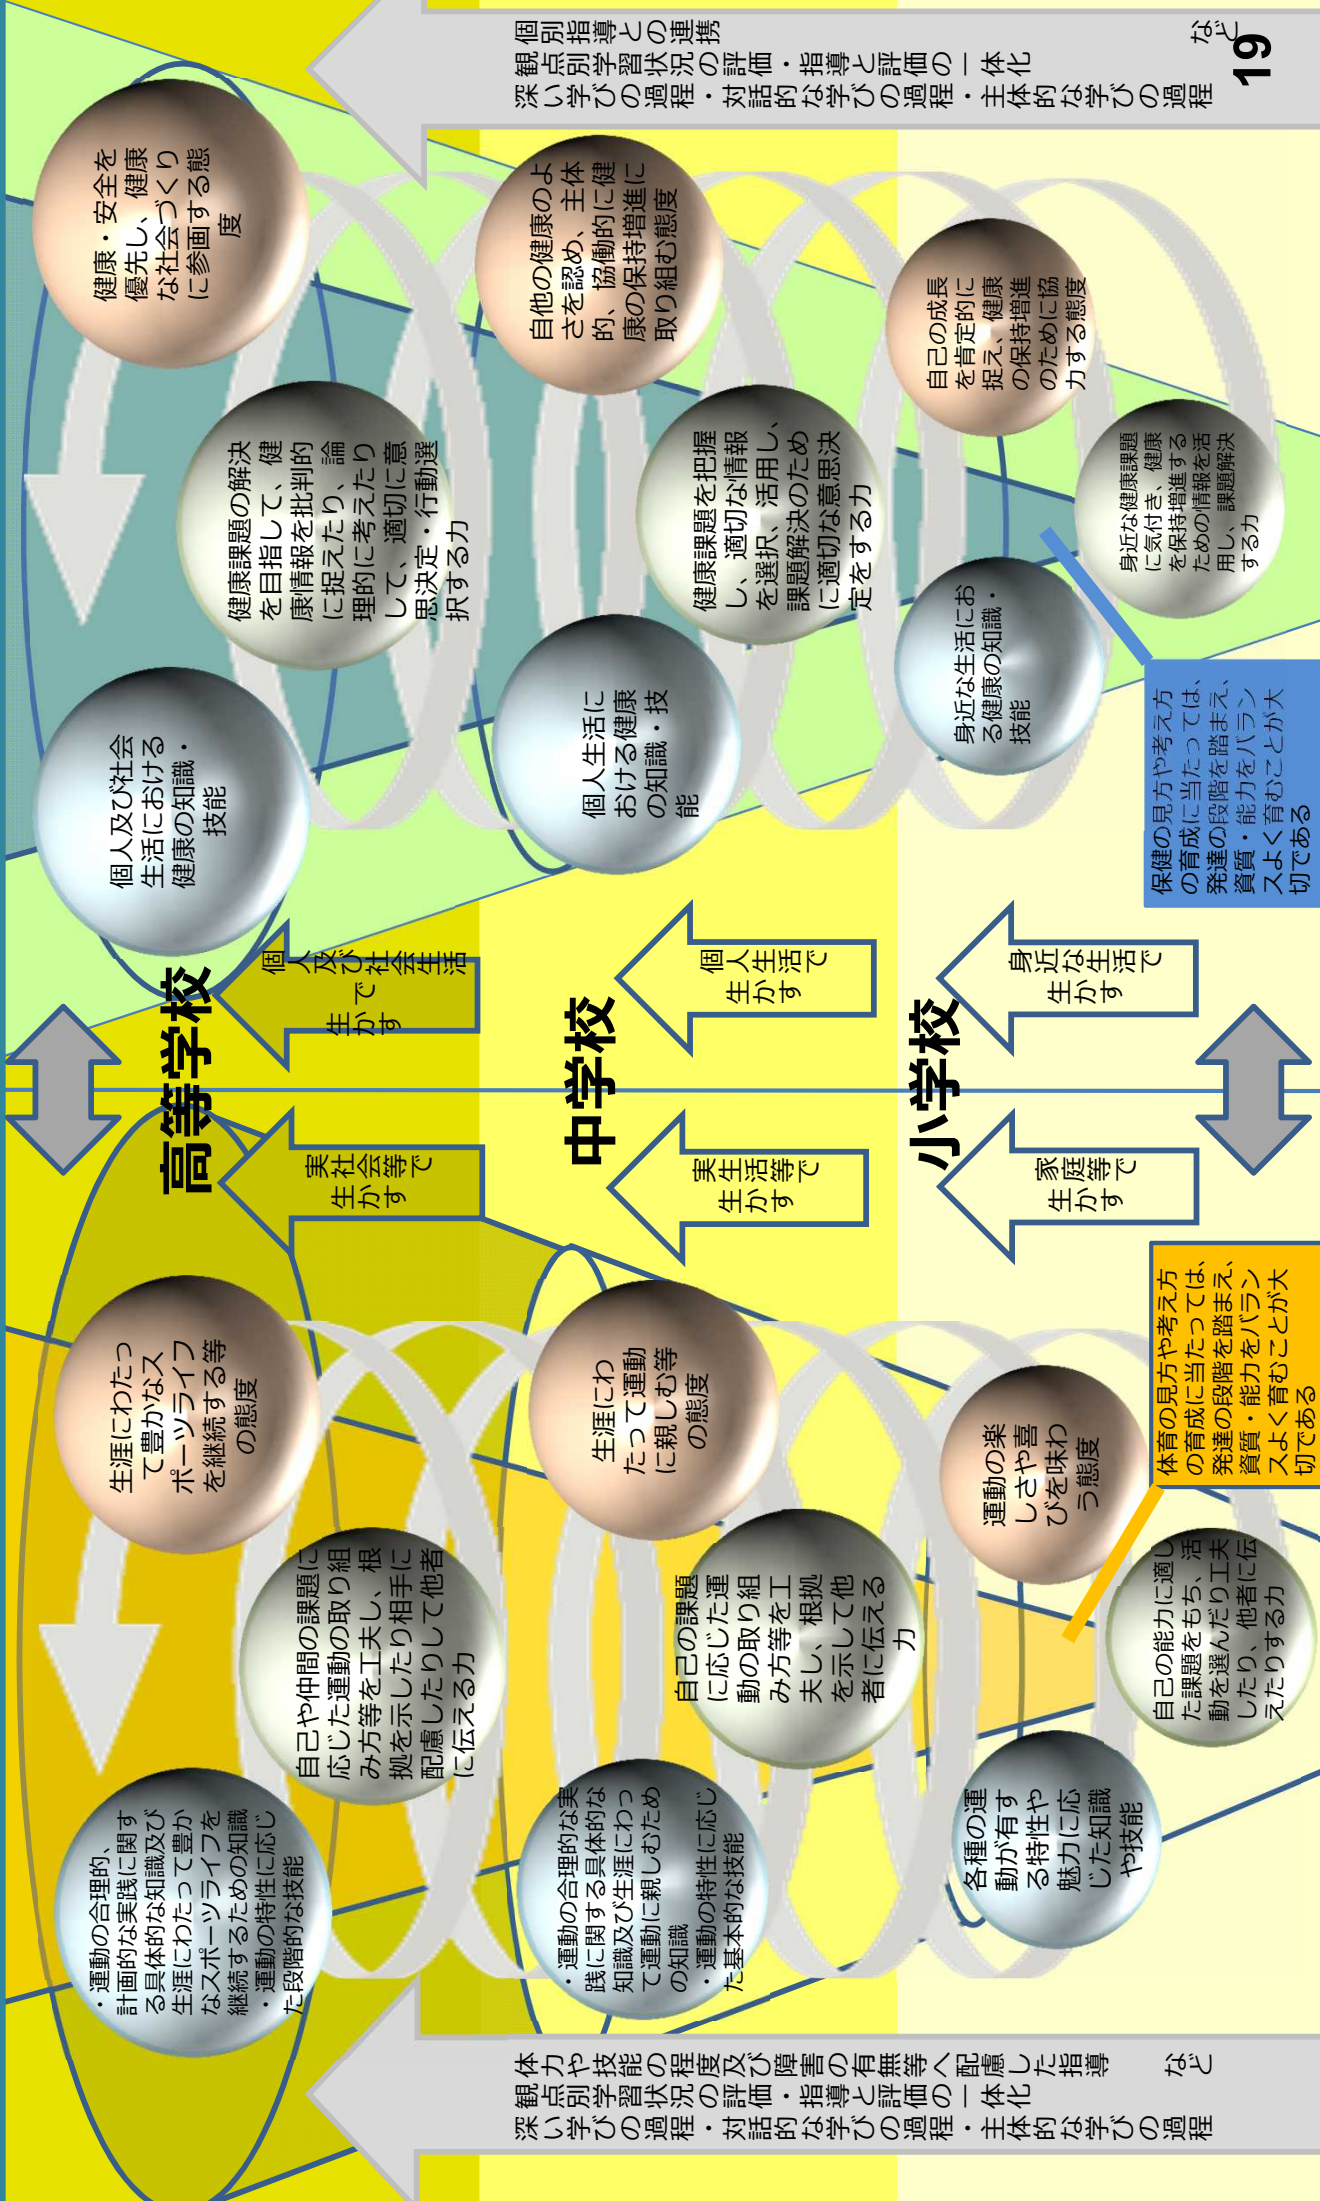 体力や技能の程度及び障害の有無等へ配慮した指導 など
観点別学習状況の評価・指導と評価の一体化
深い学びの過程・対話的な学びの過程・主体的な学びの過程
・運動の合理的、
計画的な実践に関す
る具体的な知識及び
生涯にわたって豊か
なスポーツライフを
継続するための知識
・運動の特性に応じ
た段階的な技能
自己や仲間の課題に
応じた運動の取り組
み方等を工夫し、根
拠を示したり相手に
配慮したりして他者
に伝える力
生涯にわたっ
て豊かなス
ポーツライフ
を継続する等
の態度
・運動の合理的な実
践に関する具体的な
知識及び生涯にわっ
て運動に親しむため
の知識
・運動の特性に応じ
た基本的な技能
自己の課題
に応じた運
動の取り組
み方等を工
夫し、根拠
を示して他
者に伝える
力
生涯にわ
たって運動
に親しむ等
の態度
各種の運
動が有す
る特性や
魅力に応
じた知識
や技能
自己の能力に適し
た課題をもち、活
動を選んだり工夫
したり、他者に伝
えたりする力
運動の楽
しさや喜
びを味わ
う態度
体育の見方や考え方
の育成に当たっては、
発達の段階を踏まえ、
資質・能力をバラン
スよく育むことが大
切である
高等学校
実社会等で
生かす
個人及び社会生活
で
生かす
中学校
実生活等で
生かす
個人生活で
生かす
小学校
家庭等で
生かす
身近な生活で
生かす
個人及び社会
生活における
健康の知識・
技能
健康課題の解決
を目指して、健
康情報を批判的
に捉えたり、論
理的に考えたり
して、適切に意
思決定・行動選
択する力
健康・安全を
優先し、健康
な社会づくり
に参画する態
度
個人生活に
おける健康
の知識・技
能
健康課題を把握
し、適切な情報
を選択、活用し、
課題解決のため
に適切な意思決
定をする力
自他の健康のよ
さを認め、主体
的、協働的に健
康の保持増進に
取り組む態度
身近な生活にお
る健康の知識・
技能
身近な健康課題
に気付き、健康
を保持増進する
ための情報を活
用し、課題解決
する力
自己の成長
を肯定的に
捉え、健康
の保持増進
のために協
力する態度
保健の見方や考え方
の育成に当たっては、
発達の段階を踏まえ、
資質・能力をバラン
スよく育むことが大
切である
個別指導との連携 など
観点別学習状況の評価・指導と評価の一体化
深い学びの過程・対話的な学びの過程・主体的な学びの過程
19